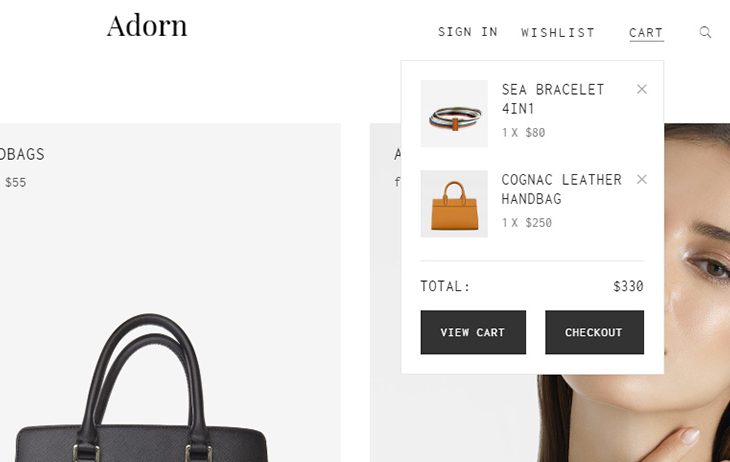 Adorn
SIGN IN
WISHLIST
CART
SEA BRACELET
4IN1
1 X $80
COGNAC LEATHER
HANDBAG
1 X $250
TOTAL:
$330
VIEW CART
CHECKOUT
DBAGS
$55